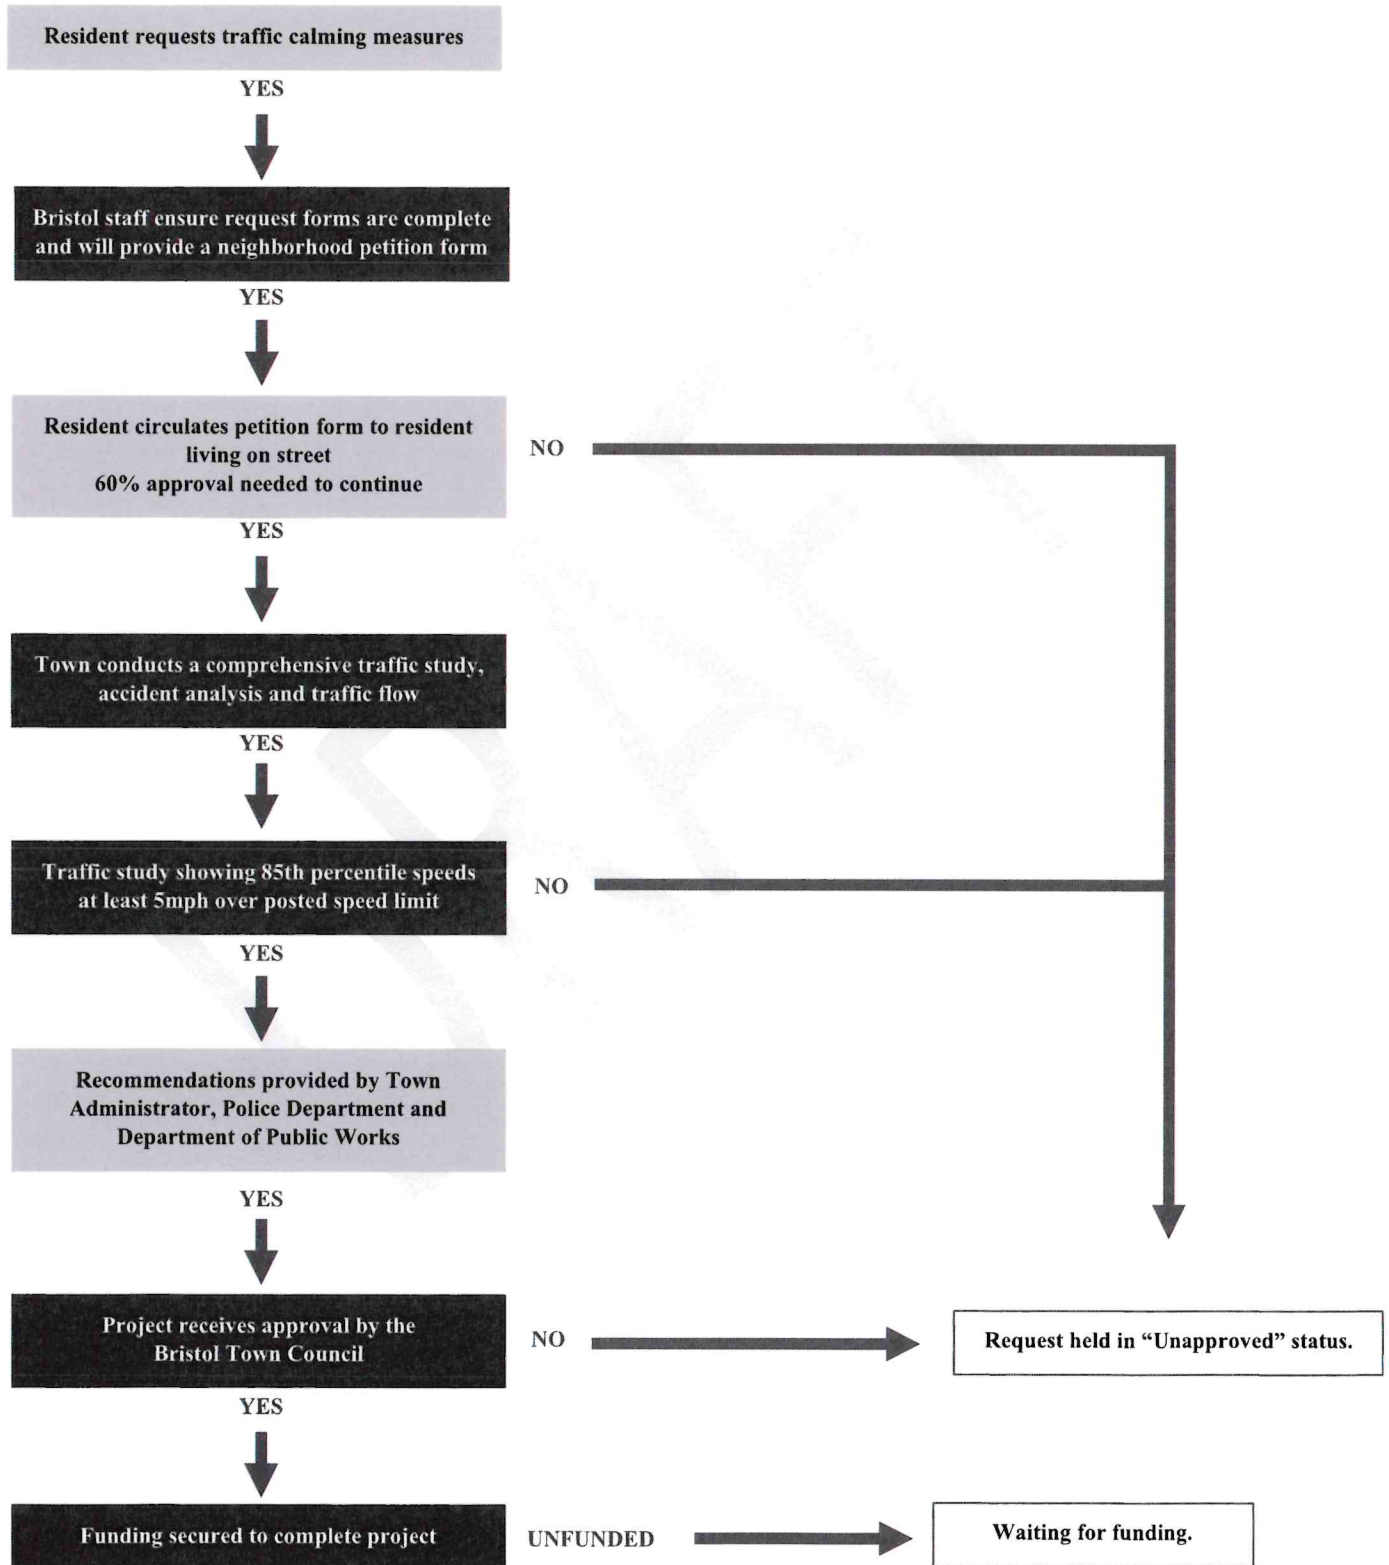 Resident requests traffic calming measures
YES
Bristol staff ensure request forms are complete
and will provide a neighborhood petition form
YES
Resident circulates petition form to resident
living on street
60% approval needed to continue
NO
YES
Town conducts a comprehensive traffic study,
accident analysis and traffic flow
YES
Traffic study showing 85th percentile speeds
at least 5mph over posted speed limit
NO
YES
Recommendations provided by Town
Administrator, Police Department and
Department of Public Works
YES
Project receives approval by the
Bristol Town Council
NO
Request held in “Unapproved” status.
YES
Funding secured to complete project
UNFUNDED
Waiting for funding.
DRAFT